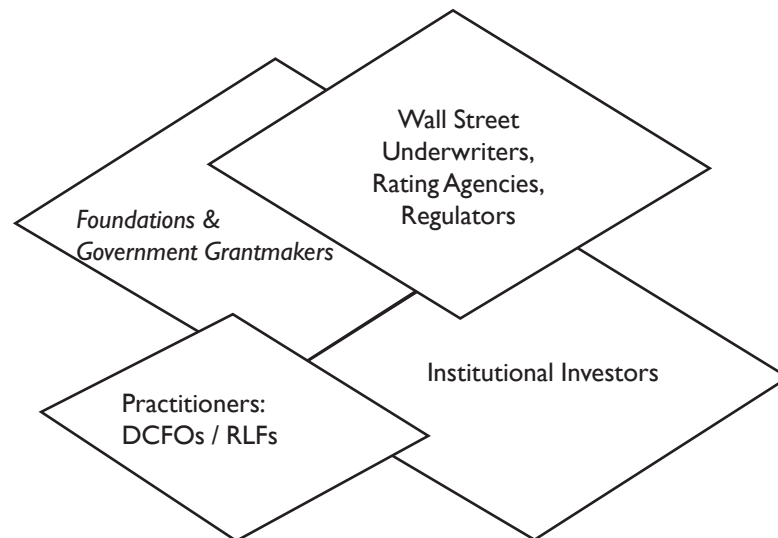 Wall Street
Underwriters,
Rating Agencies,
Regulators
Foundations &
Government Grantmakers
Institutional Investors
Practitioners:
DCFOs / RLFs